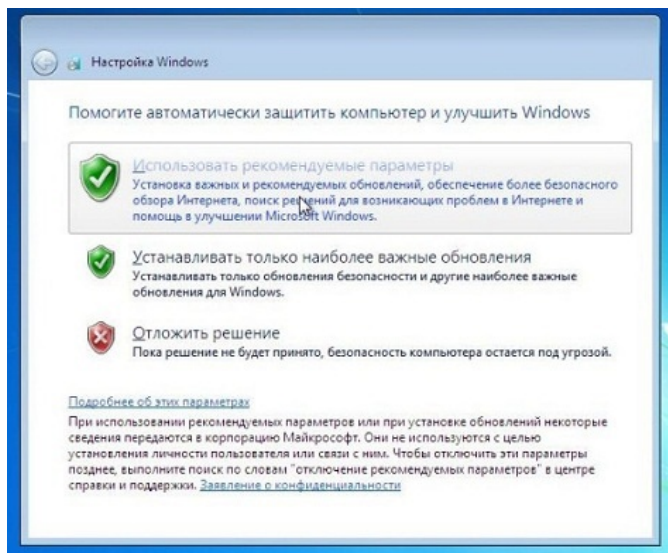 Настройка Windows
Помогите автоматически защитить компьютер и улучшить Windows
Использовать рекомендуемые параметры
Установка важных и рекомендуемых обновлений, обеспечение более безопасного
обзора Интернета, поиск решений для возникающих проблем в Интернете и
помощь в улучшении Microsoft Windows.
Устанавливать только наиболее важные обновления
Устанавливать только обновления безопасности и другие наиболее важные
обновления для Windows.
Отложить решение
Пока решение не будет принято, безопасность компьютера остается под угрозой.
Подробнее об этих параметрах
При использовании рекомендуемых параметров или при установке обновлений некоторые
сведения передаются в корпорацию Майкрософт. Они не используются с целью
установления личности пользователя или связи с ним. Чтобы отключить эти параметры
позднее, выполните поиск по словам "отключение рекомендуемых параметров" в центре
справки и поддержки. Заявление о конфиденциальности